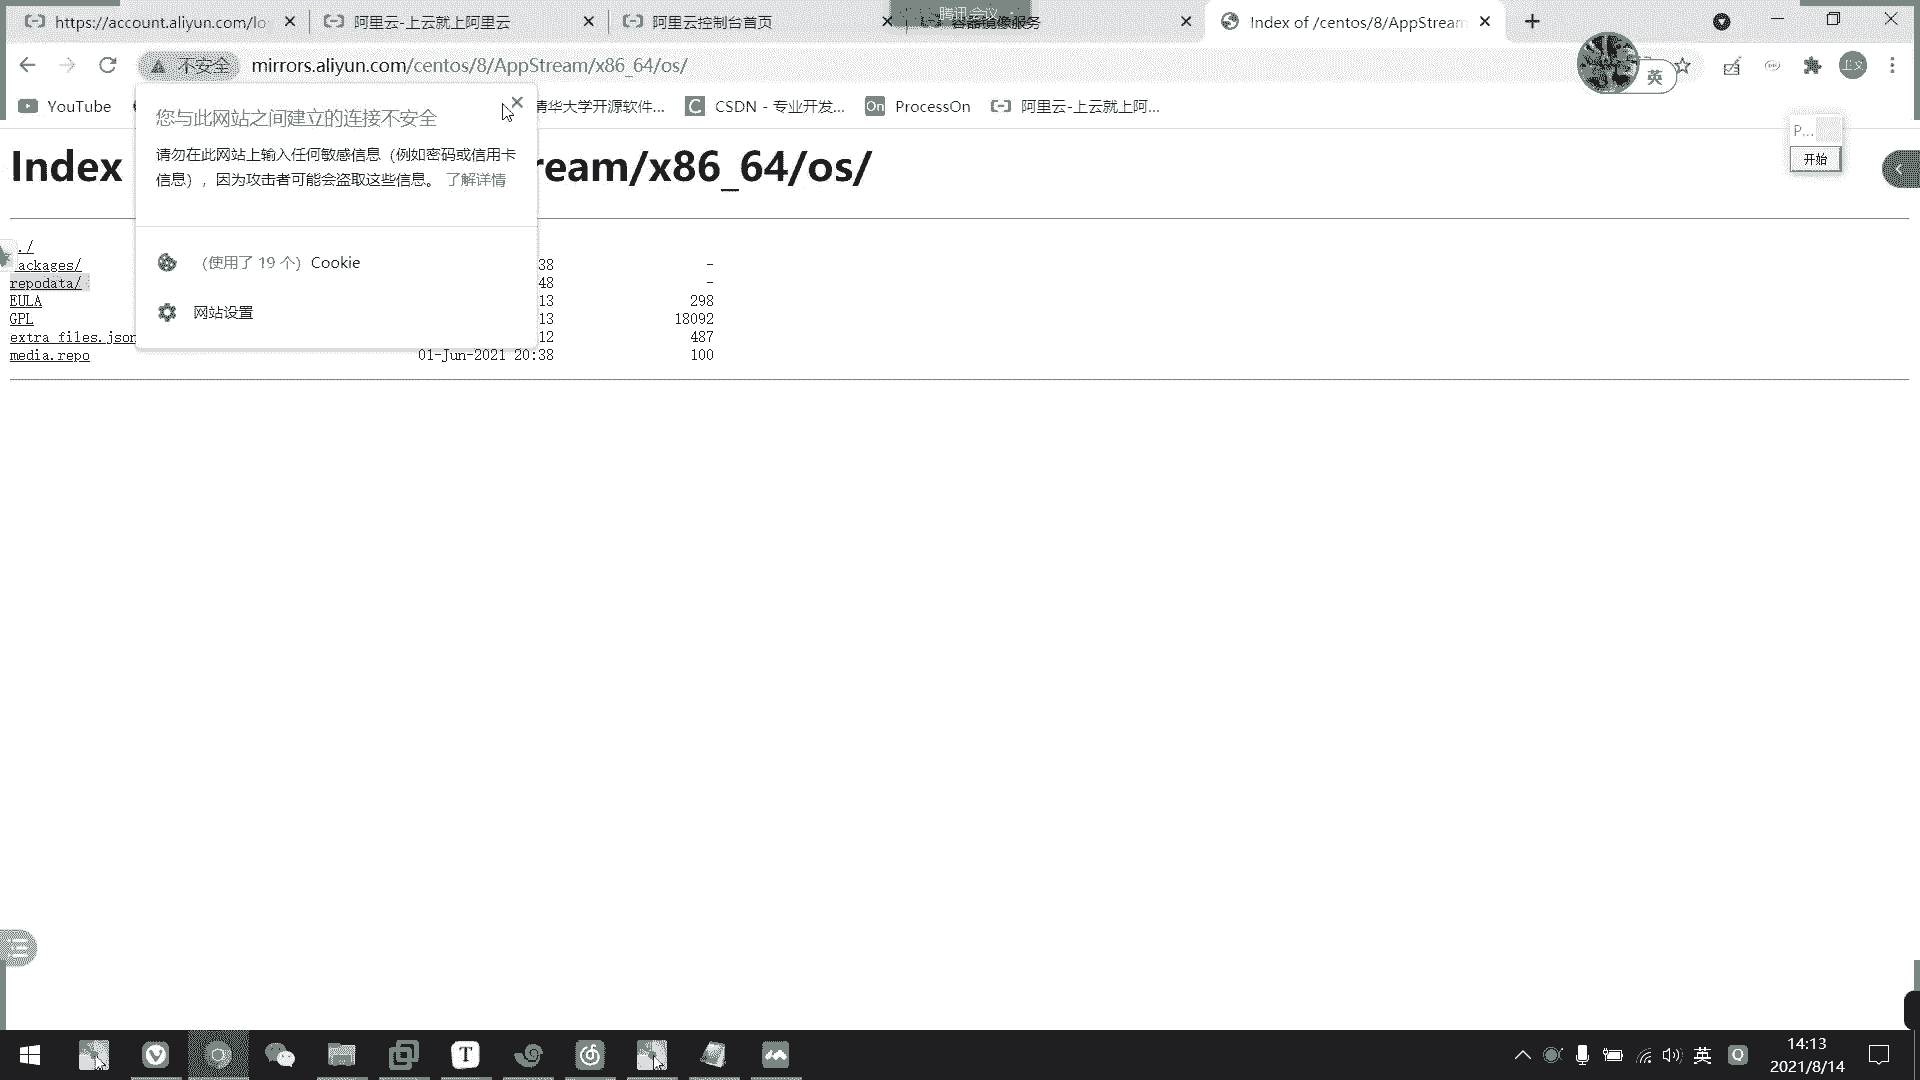 https://account.aliyun.com/lo
阿里云-上云就上阿里云
阿里云控制台首页
腾讯会议
容器镜像服务
Index of /centos/8/AppStream
不安全
mirrors.aliyun.com/centos/8/AppStream/x86_64/os/
英
YouTube
清华大学开源软件...
CSDN - 专业开发...
On
ProcessOn
阿里云-上云就上阿...
您与此网站之间建立的连接不安全
请勿在此网站上输入任何敏感信息（例如密码或信用卡
信息），因为攻击者可能会盗取这些信息。 了解详情
(使用了 19 个) Cookie
网站设置
P...
开始
Index
ream/x86_64/os/
../
ackages/ 38 -
repodata/ 48 -
EULA 13 298
GPL 13 18092
extra_files.json 12 487
media.repo 01-Jun-2021 20:38 100
英
14:13
2021/8/14